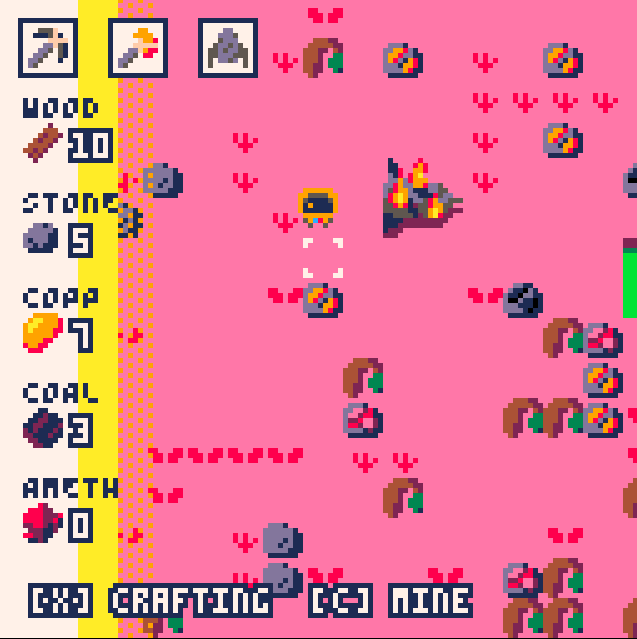 WOOD
10
STONE
5
COPP
7
COAL
3
AMETH
0
[X] CRAFTING [C] MINE